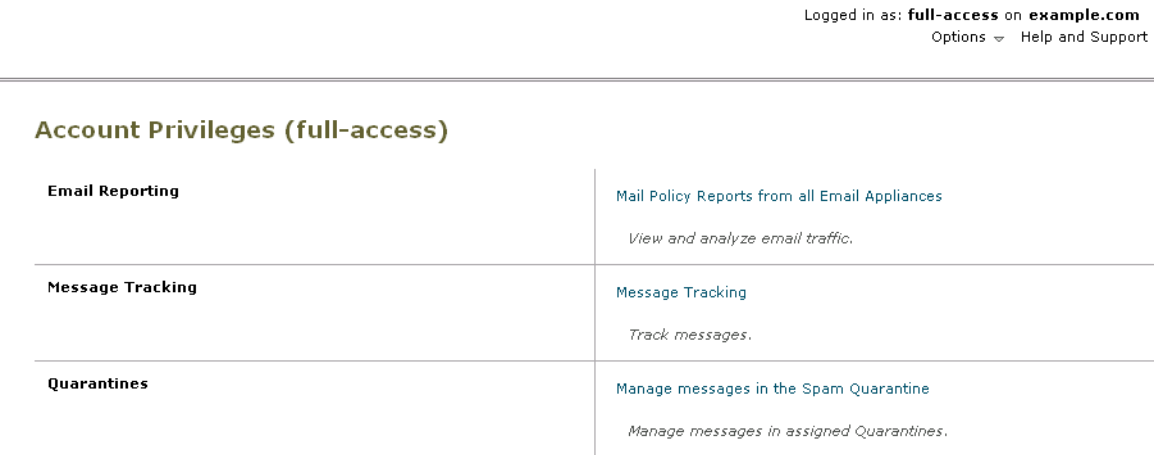 Logged in as: full-access on example.com
Options Help and Support
Account Privileges (full-access)
Email Reporting
Mail Policy Reports from all Email Appliances
View and analyze email traffic.
Message Tracking
Message Tracking
Track messages.
Quarantines
Manage messages in the Spam Quarantine
Manage messages in assigned Quarantines.